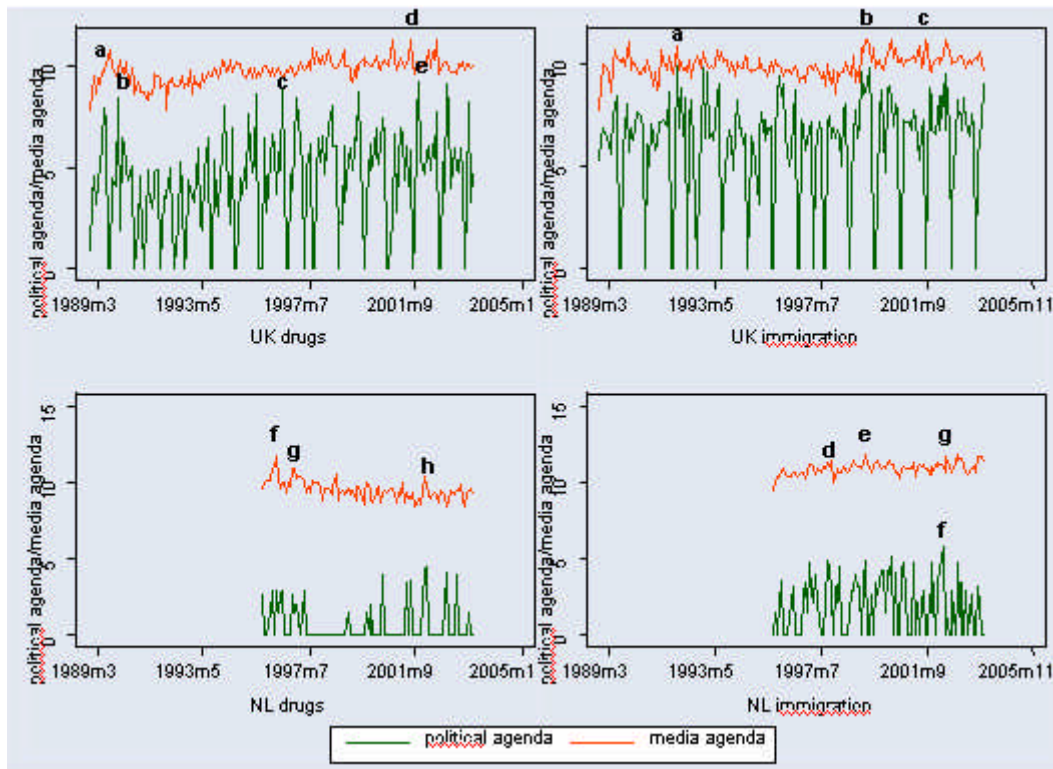 d
b
c
a
a
b
c
e
10
5
0
political agenda/media agenda
1989m3 1993m5 1997m7 2001m9 2005m1
UK drugs
10
5
0
political agenda/media agenda
1989m3 1993m5 1997m7 2001m9 2005m11
UK immigration
15
10
5
0
political agenda/media agenda
f
g
h
1989m3 1993m5 1997m7 2001m9 2005m1
NL drugs
15
10
5
0
political agenda/media agenda
d
e
g
f
1989m3 1993m5 1997m7 2001m9 2005m11
NL immigration
political agenda media agenda